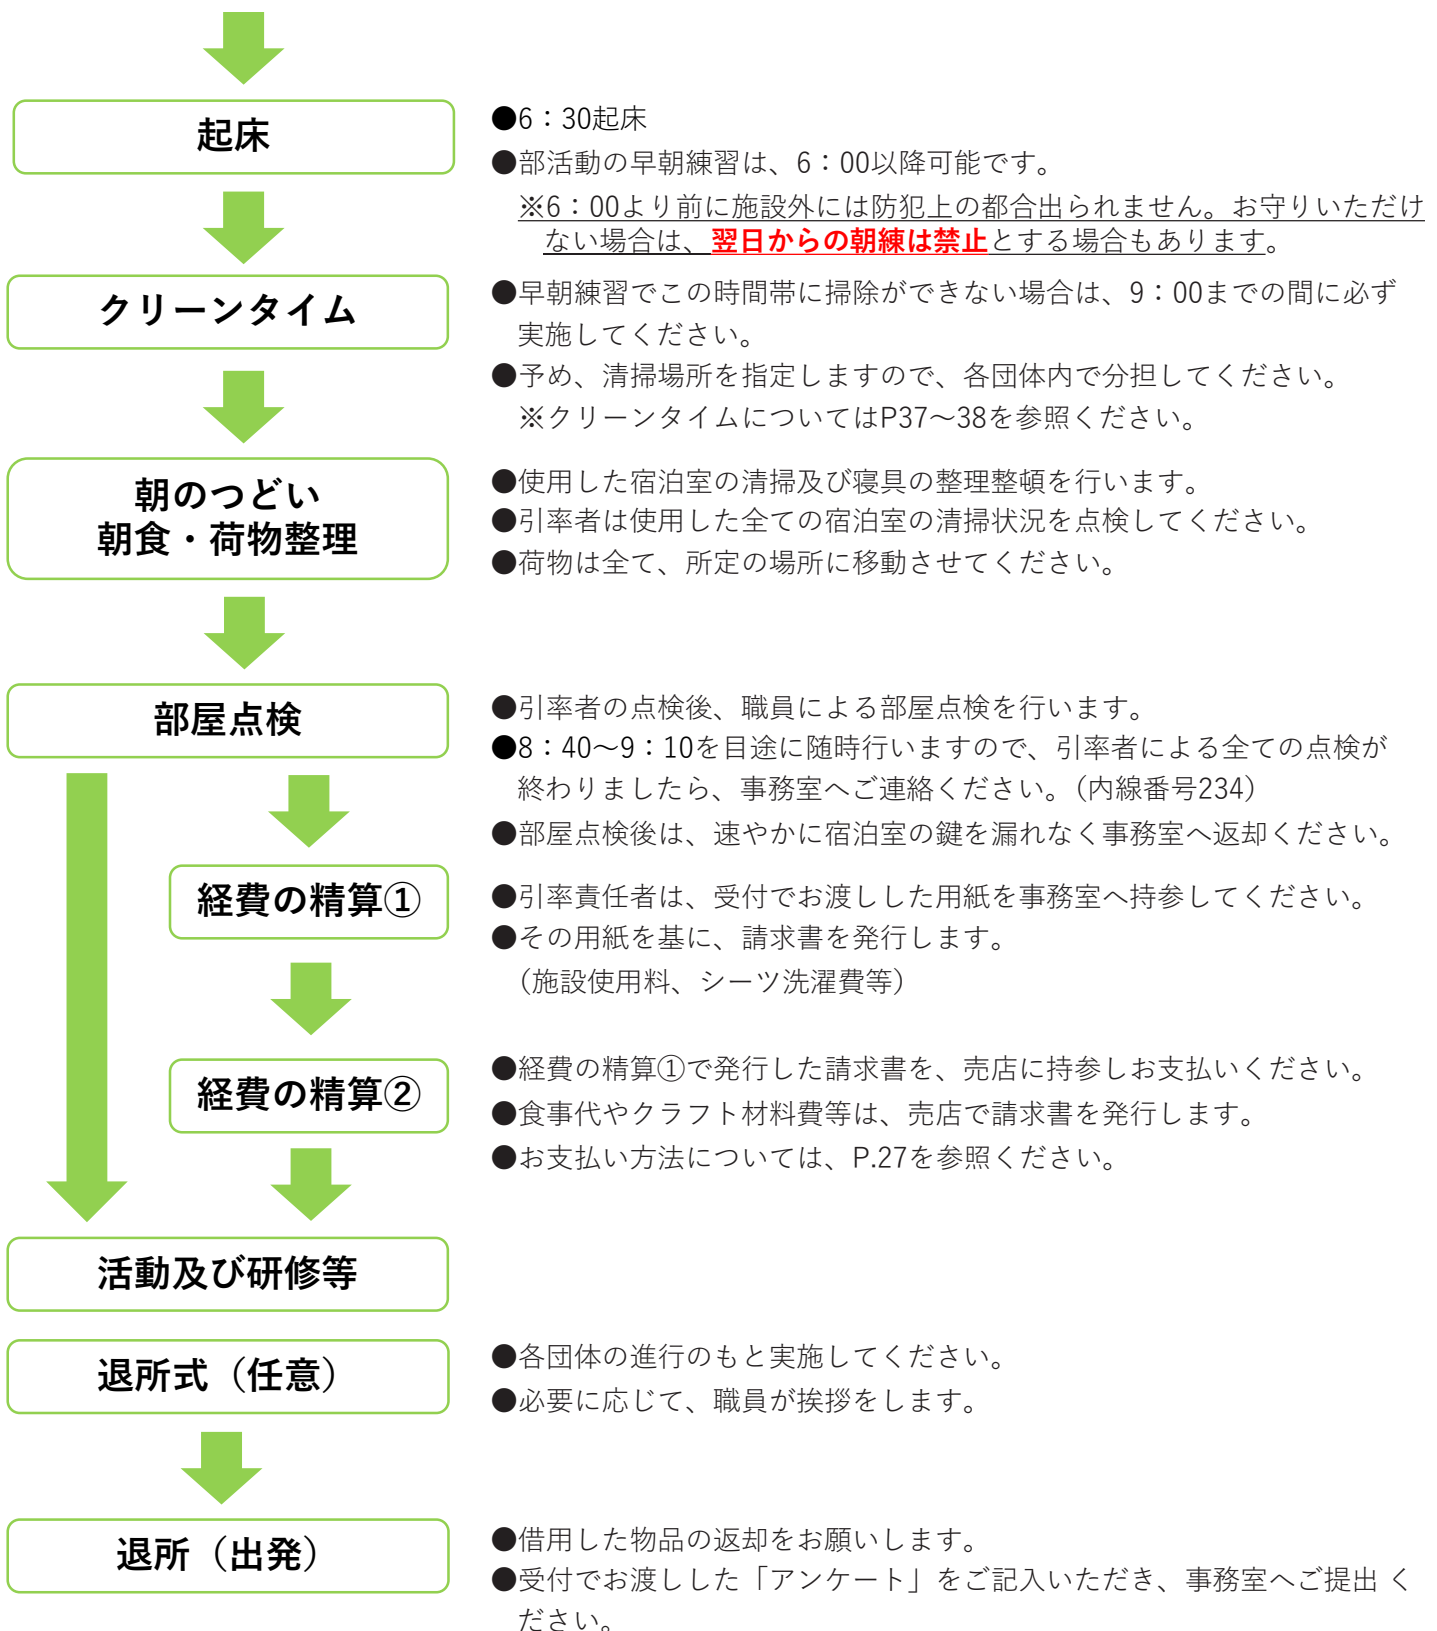 起床
●6：30起床
●部活動の早朝練習は、6：00以降可能です。
※6：00より前に施設外には防犯上の都合出られません。お守りいただけ
ない場合は、翌日からの朝練は禁止とする場合もあります。
クリーンタイム
●早朝練習でこの時間帯に掃除ができない場合は、9：00までの間に必ず
実施してください。
●予め、清掃場所を指定しますので、各団体内で分担してください。
※クリーンタイムについてはP37～38を参照ください。
朝のつどい
朝食・荷物整理
●使用した宿泊室の清掃及び寝具の整理整頓を行います。
●引率者は使用した全ての宿泊室の清掃状況を点検してください。
●荷物は全て、所定の場所に移動させてください。
部屋点検
●引率者の点検後、職員による部屋点検を行います。
●8：40～9：10を目途に随時行いますので、引率者による全ての点検が
終わりましたら、事務室へご連絡ください。（内線番号234）
●部屋点検後は、速やかに宿泊室の鍵を漏れなく事務室へ返却ください。
経費の精算①
●引率責任者は、受付でお渡しした用紙を事務室へ持参してください。
●その用紙を基に、請求書を発行します。
（施設使用料、シーツ洗濯費等）
経費の精算②
●経費の精算①で発行した請求書を、売店に持参しお支払いください。
●食事代やクラフト材料費等は、売店で請求書を発行します。
●お支払い方法については、P.27を参照ください。
活動及び研修等
退所式（任意）
●各団体の進行のもと実施してください。
●必要に応じて、職員が挨拶をします。
退所（出発）
●借用した物品の返却をお願いします。
●受付でお渡しした「アンケート」をご記入いただき、事務室へご提出 く
ださい。